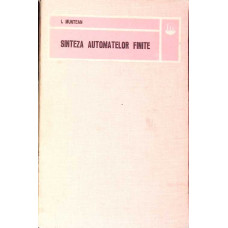 I. MUNTEAN
SINTEZA AUTOMATELOR FINITE